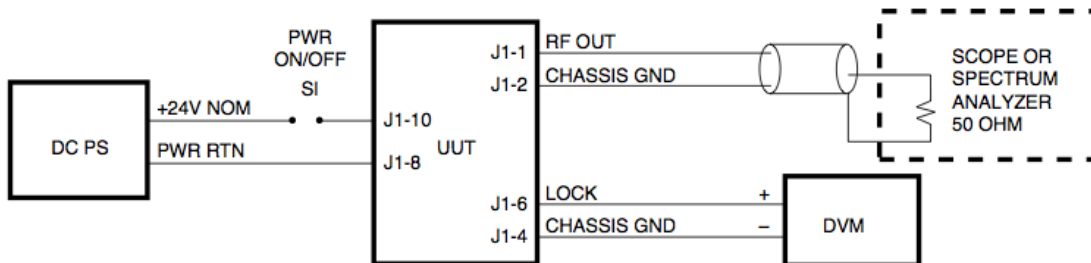 PWR
ON/OFF
SI
DC PS
+24V NOM
PWR RTN
J1-10
J1-8
UUT
J1-1
J1-2
J1-6
J1-4
RF OUT
CHASSIS GND
LOCK
CHASSIS GND
+
–
DVM
SCOPE OR
SPECTRUM
ANALYZER
50 OHM